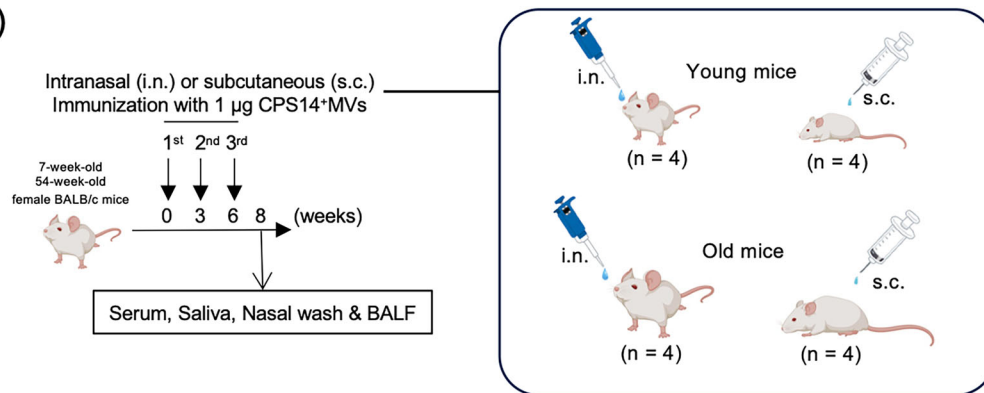 )
Intranasal (i.n.) or subcutaneous (s.c.)
Immunization with 1 µg CPS14⁺MVs
1st 2nd 3rd
7-week-old
54-week-old
female BALB/c mice
0 3 6 8 (weeks)
Serum, Saliva, Nasal wash & BALF
i.n.
Young mice
s.c.
(n = 4)
(n = 4)
i.n.
Old mice
s.c.
(n = 4)
(n = 4)